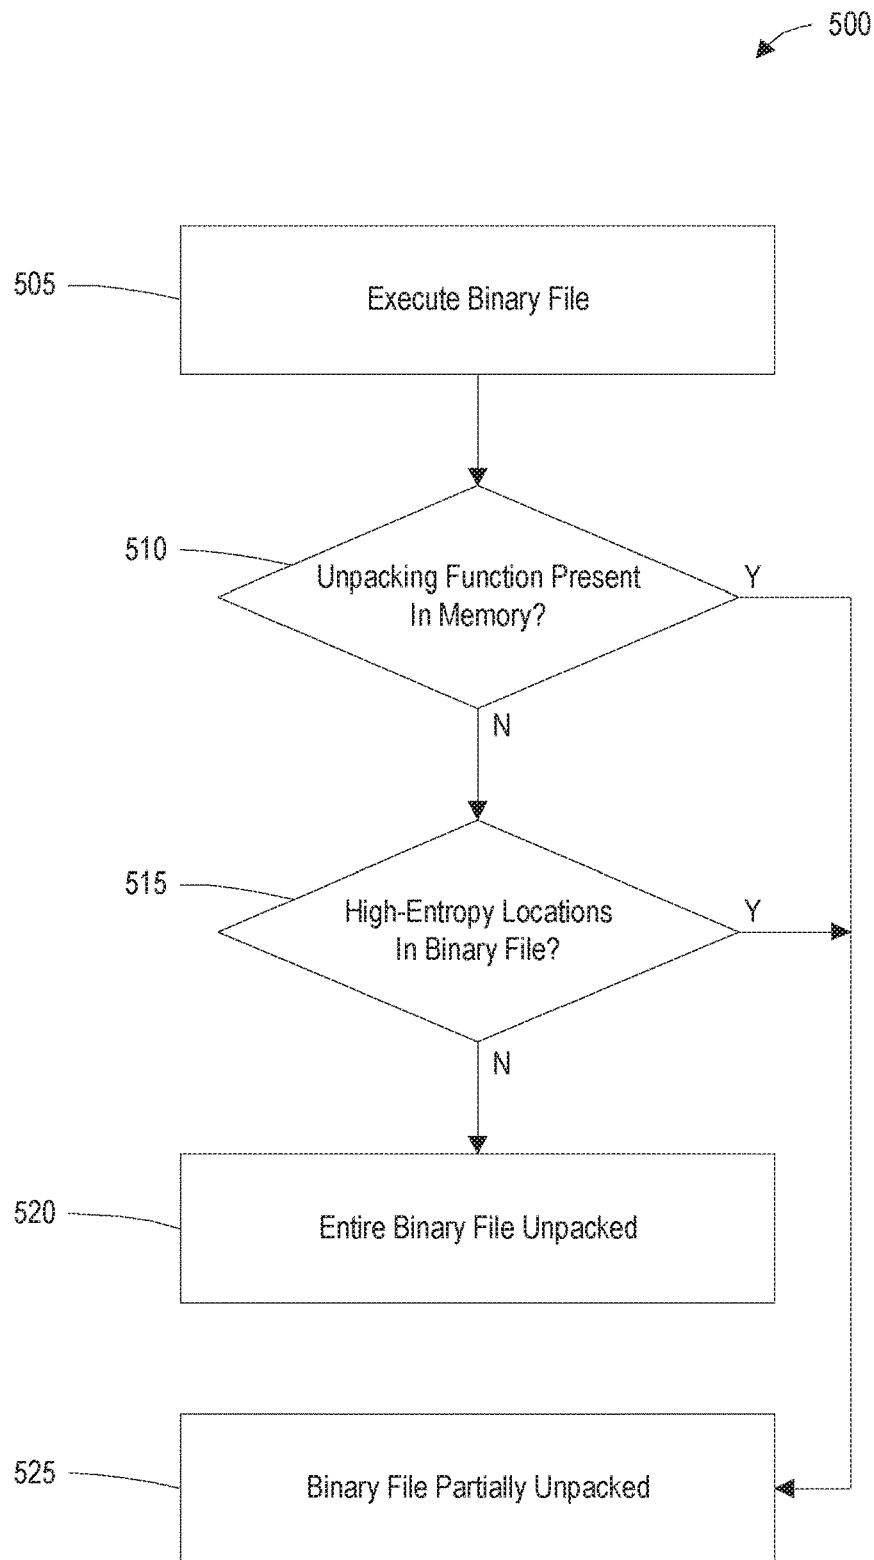 500
505
Execute Binary File
510
Unpacking Function Present
In Memory?
Y
N
515
High-Entropy Locations
In Binary File?
Y
N
520
Entire Binary File Unpacked
525
Binary File Partially Unpacked